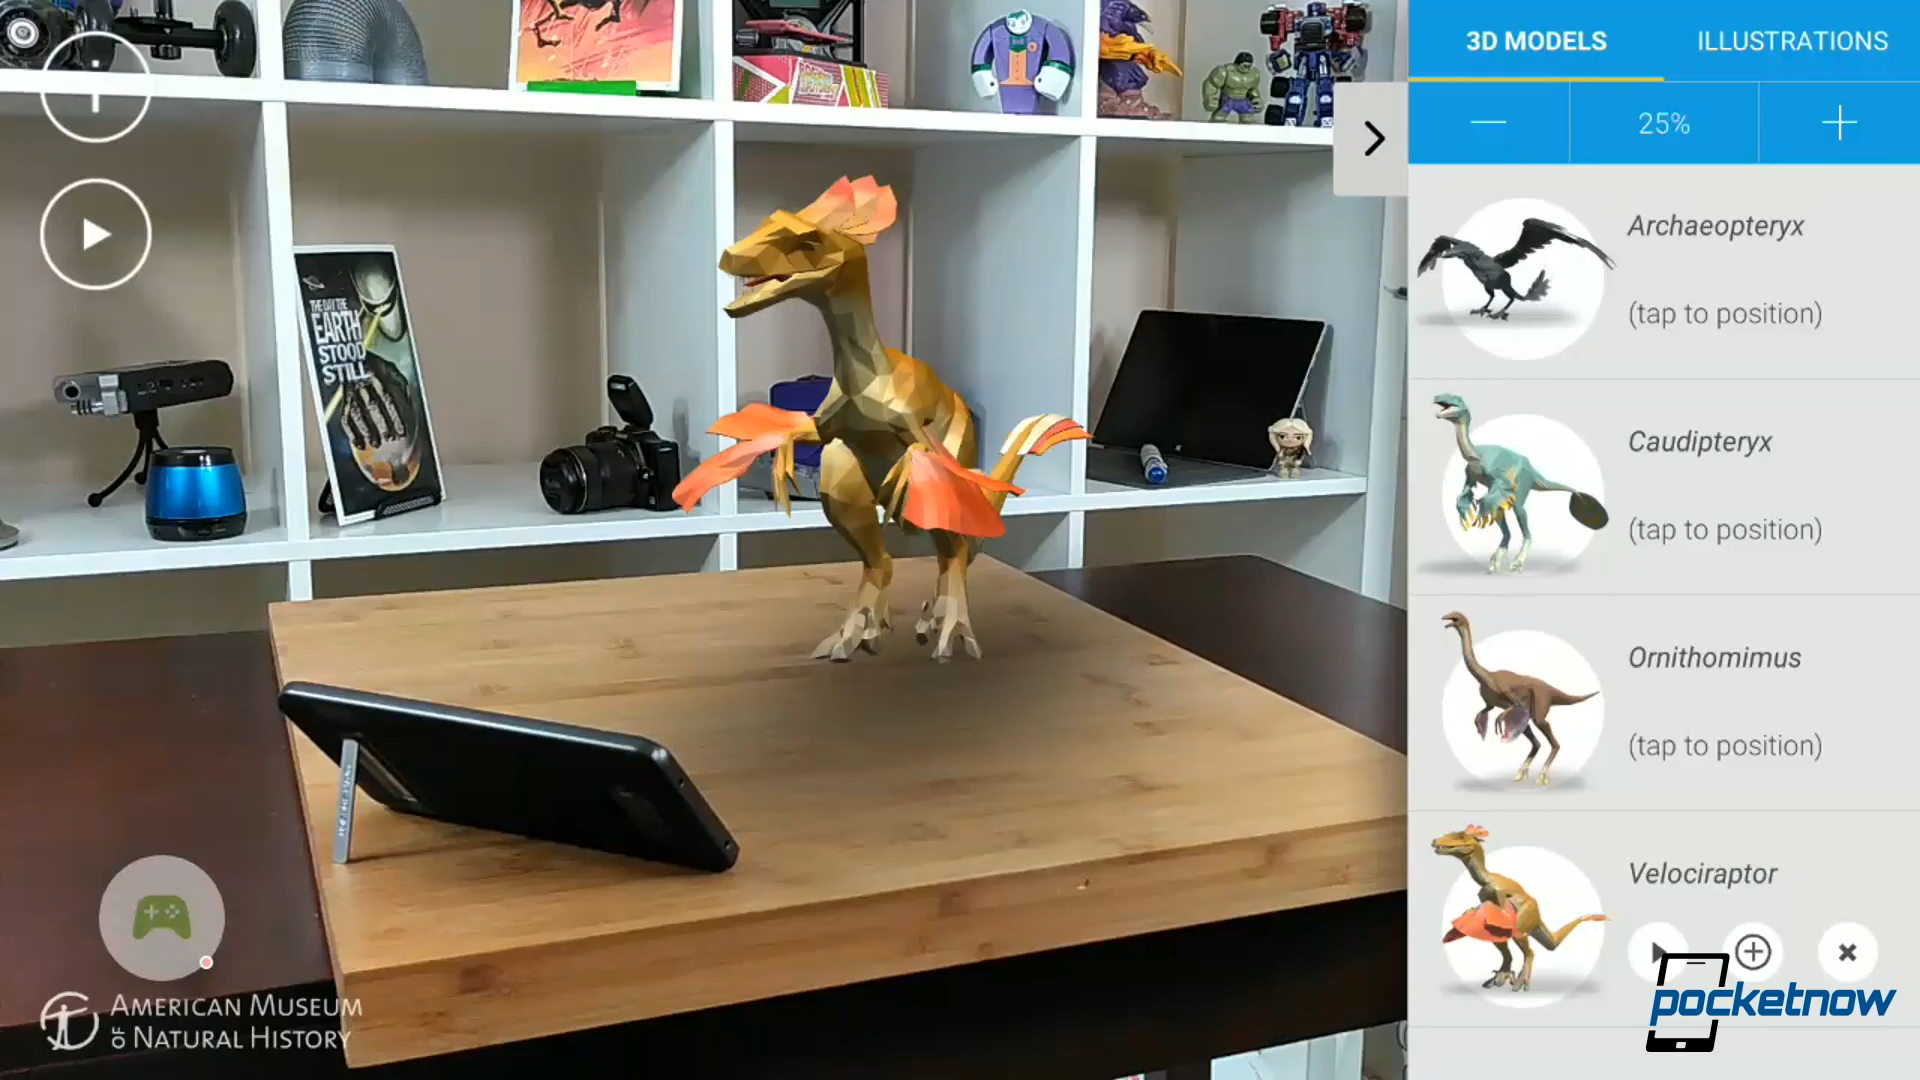 3D MODELS
ILLUSTRATIONS
25%
Archaeopteryx
(tap to position)
Caudipteryx
(tap to position)
Ornithomimus
(tap to position)
Velociraptor
THE DAY THE
EARTH
STOOD
STILL
AMERICAN MUSEUM
OF NATURAL HISTORY
pocketnow